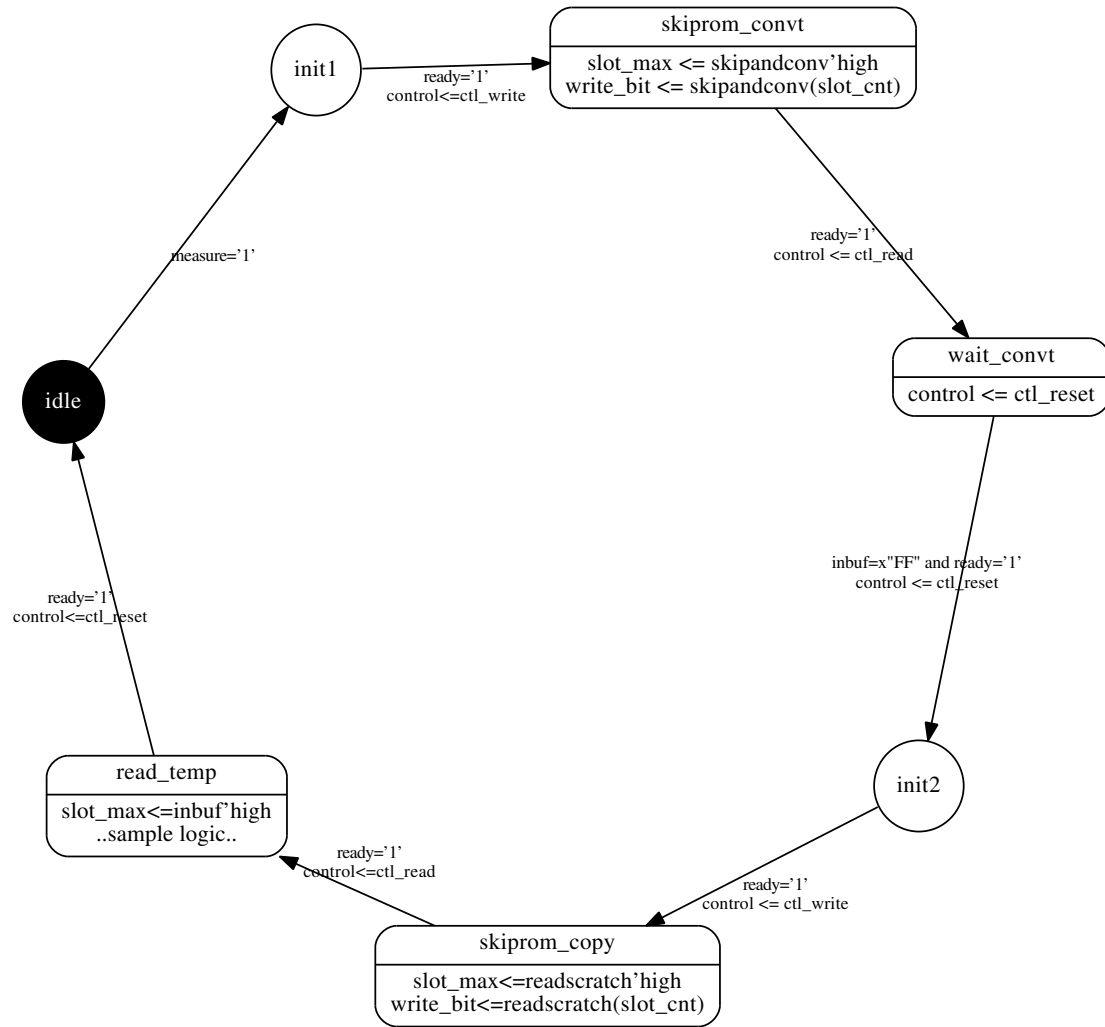 skiprom_convt
slot_max <= skipandconv'high
write_bit <= skipandconv(slot_cnt)
init1
ready='1'
control<=ctl_write
measure='1'
ready='1'
control <= ctl_read
wait_convt
control <= ctl_reset
idle
inbuf=x"FF" and ready='1'
control <= ctl_reset
ready='1'
control<=ctl_reset
init2
read_temp
slot_max<=inbuf'high
..sample logic..
ready='1'
control<=ctl_read
ready='1'
control <= ctl_write
skiprom_copy
slot_max<=readscratch'high
write_bit<=readscratch(slot_cnt)